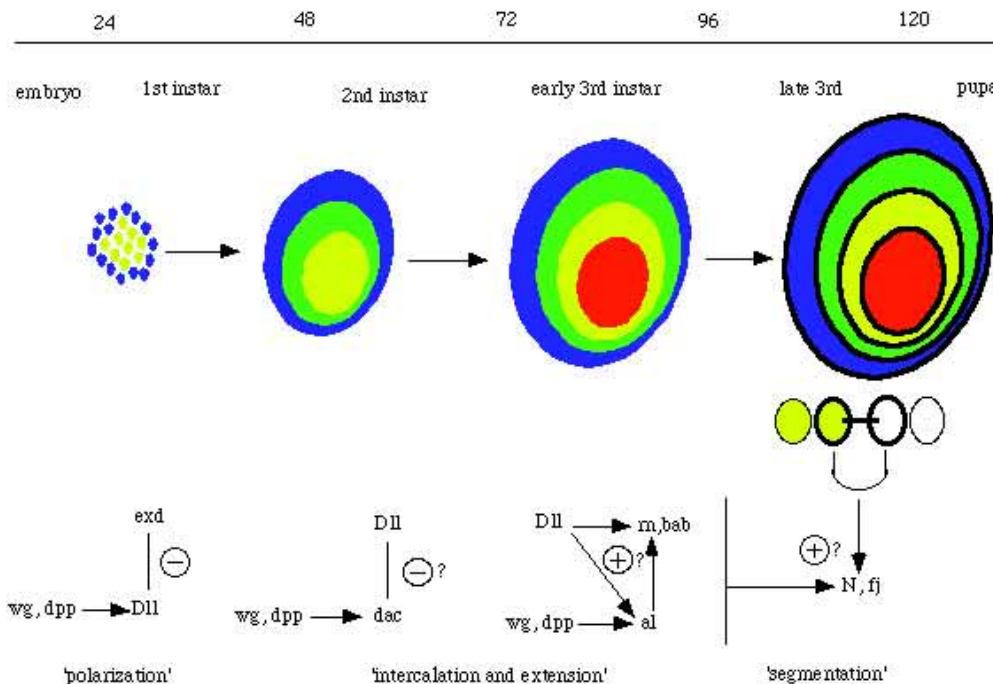 24 48 72 96 120
embryo 1st instar 2nd instar early 3rd instar late 3rd pupa
exd
−
wg, dpp Dll
Dll
− ?
wg, dpp dac
Dll m,bab
+ ?
wg, dpp al
+ ?
N, fj
'polarization' 'intercalation and extension' 'segmentation'